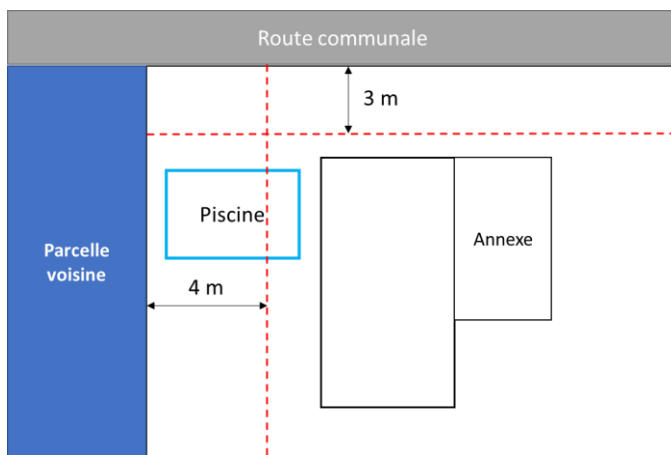 Route communale
3 m
Piscine
Annexe
Parcelle
voisine
4 m